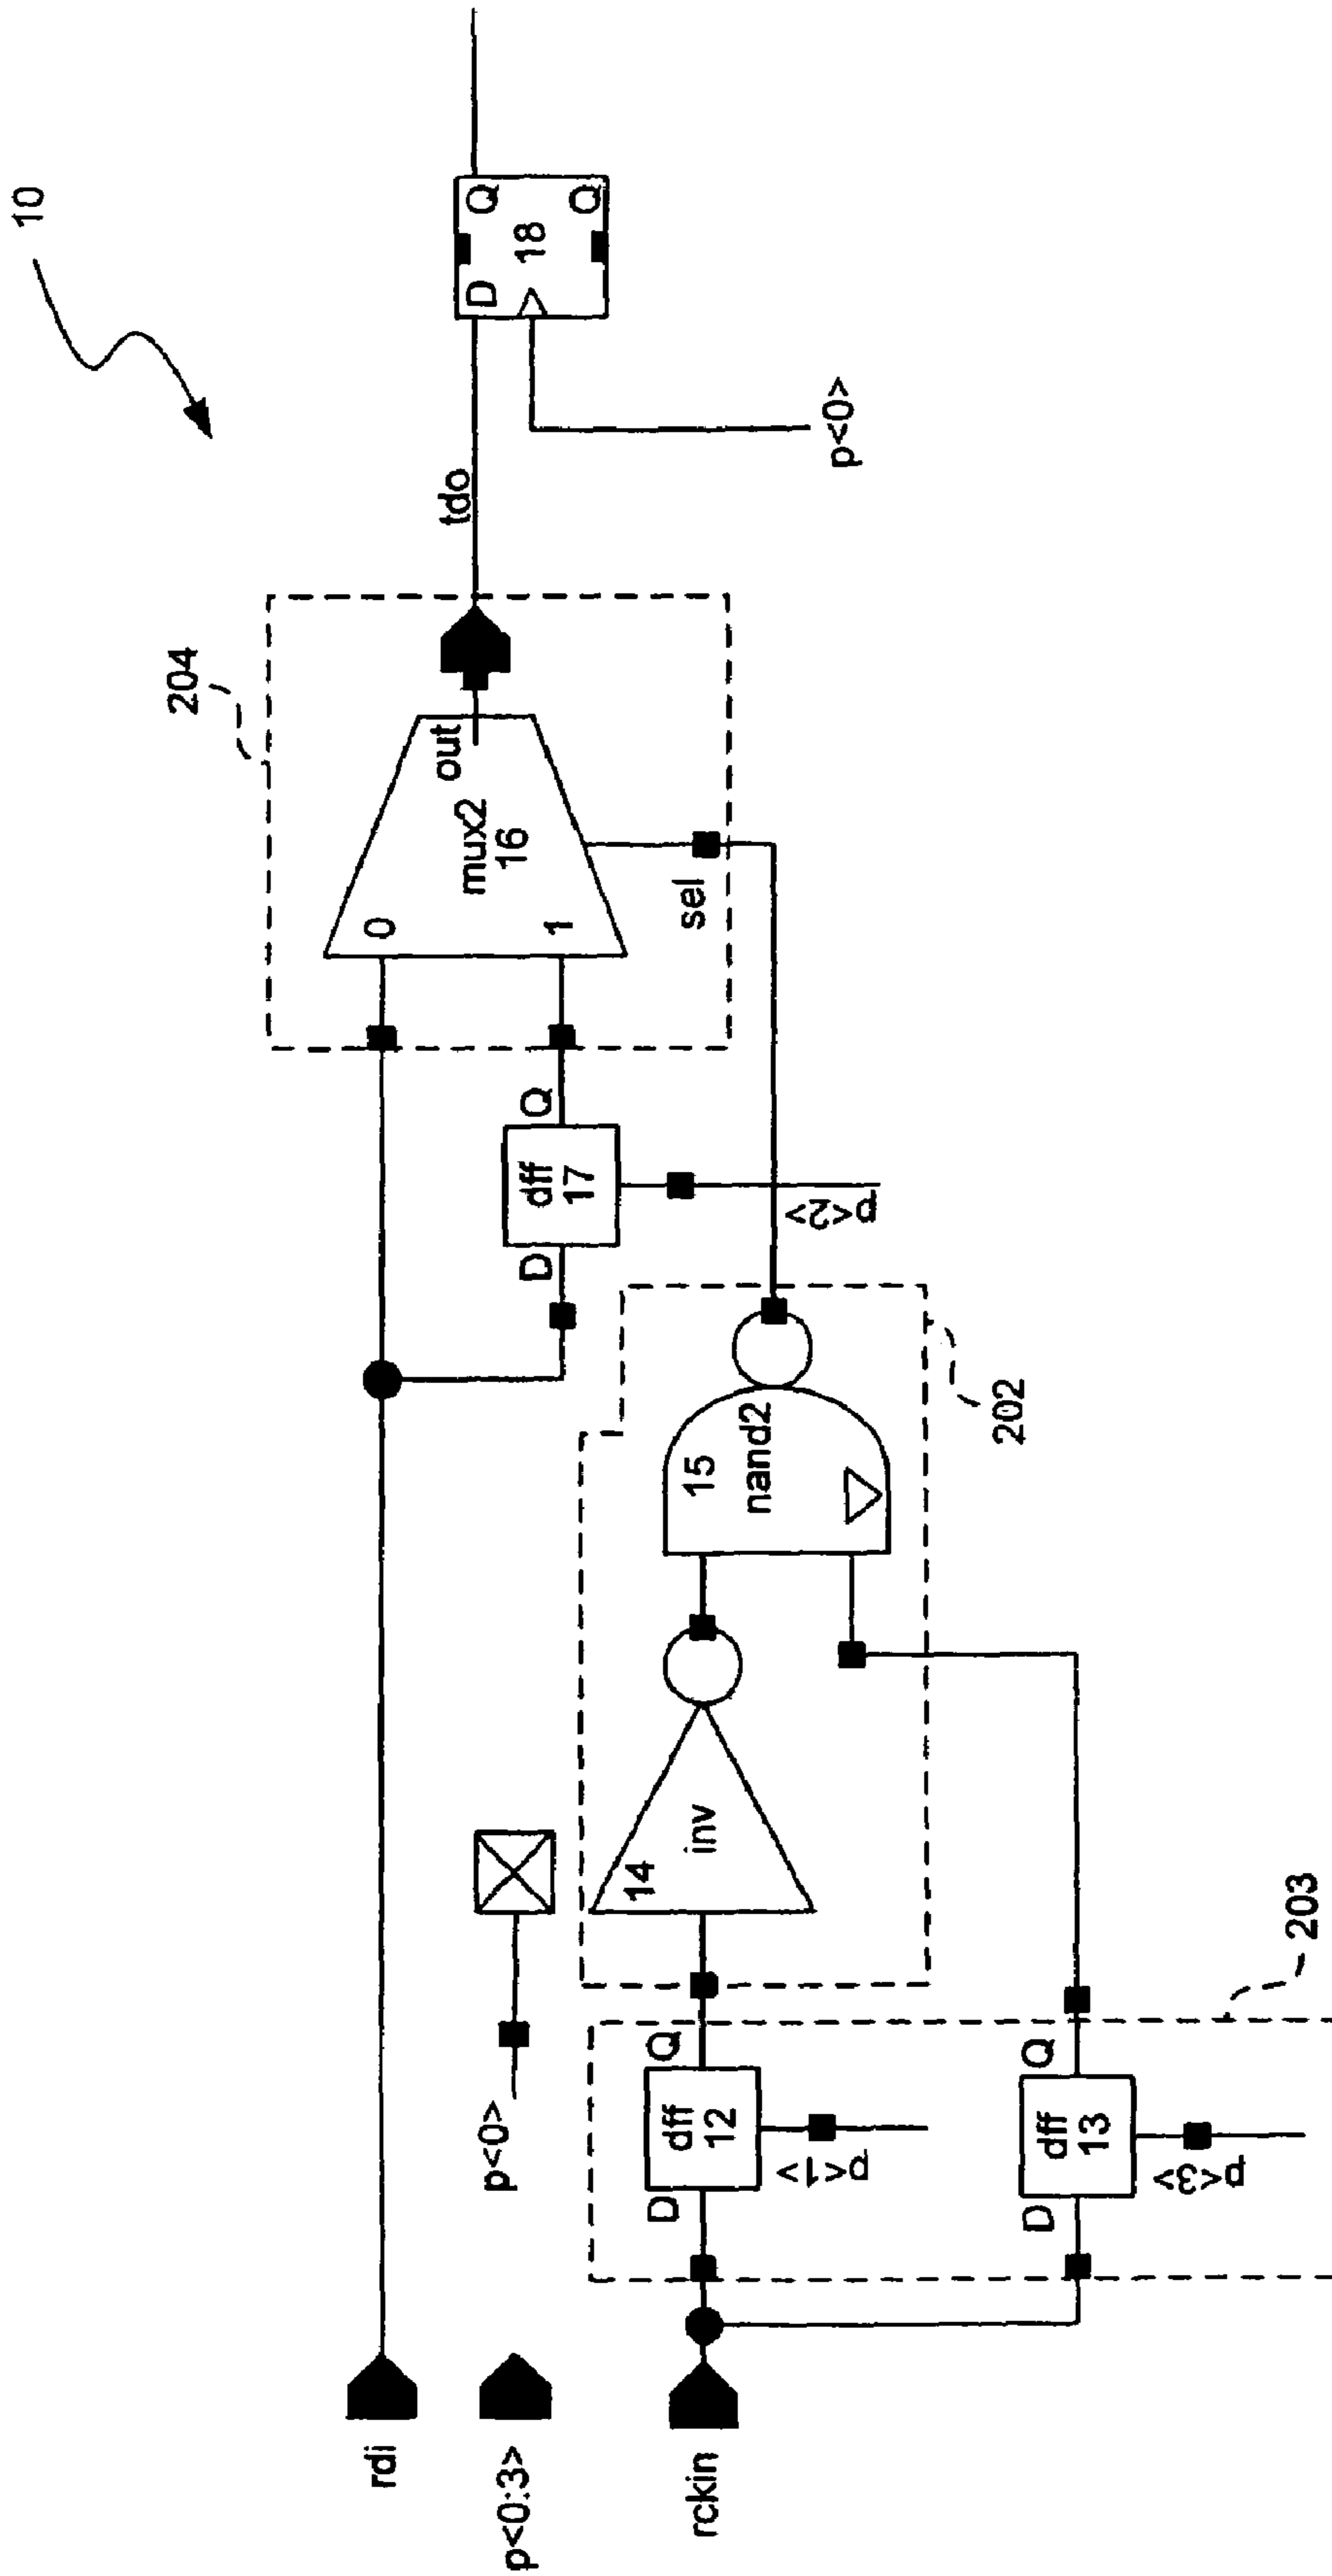 10
204
tdo
D
Q
18
Q
p<0>
0
mux2
16
out
1
sel
rdi
D
dff
17
Q
p<2>
p<0:3>
p<0>
14
inv
15
nand2
202
rckin
D
dff
12
Q
p<1>
D
dff
13
Q
p<3>
203